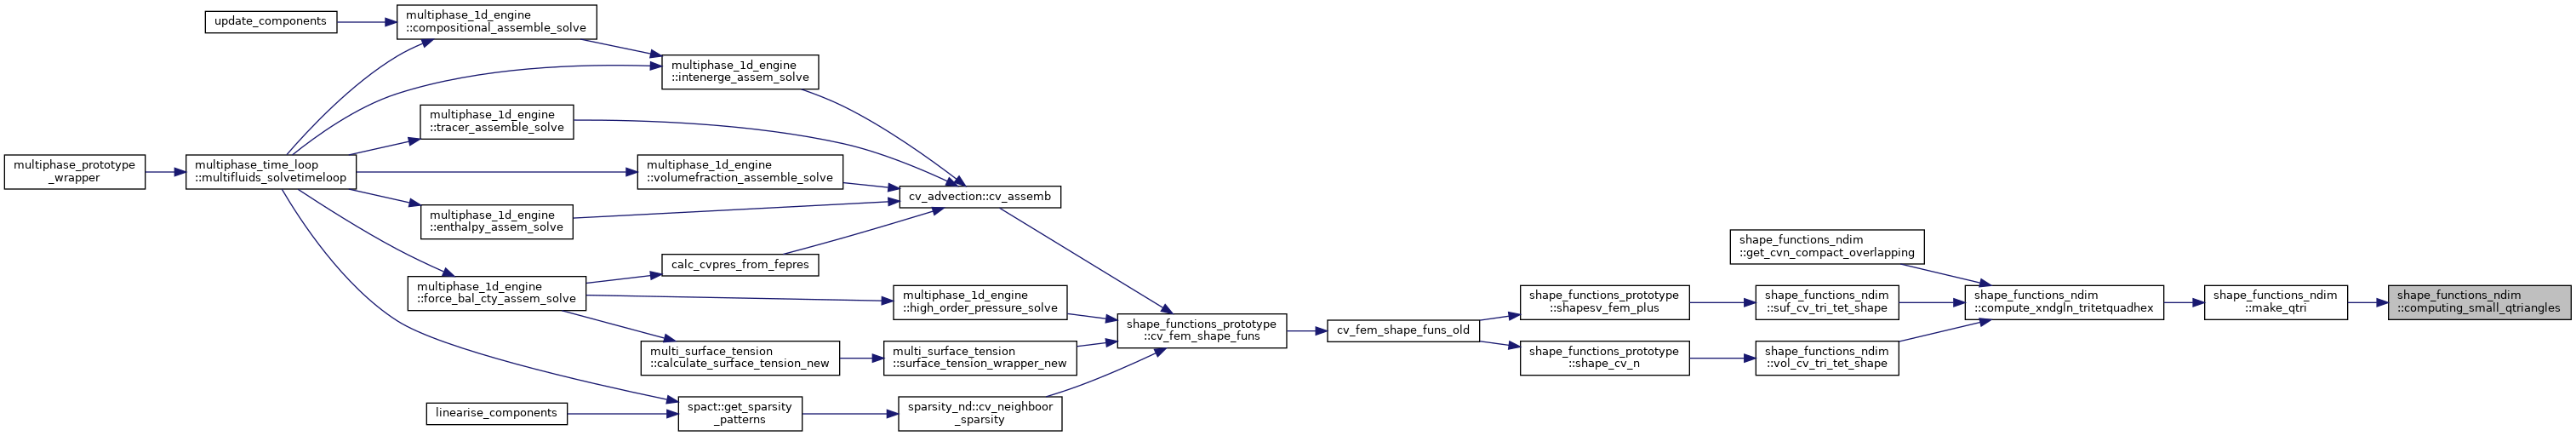 update_components
multiphase_1d_engine
::compositional_assemble_solve
multiphase_1d_engine
::intenerge_assem_solve
multiphase_1d_engine
::tracer_assemble_solve
multiphase_prototype
_wrapper
multiphase_time_loop
::multifluids_solvetimeloop
multiphase_1d_engine
::volumefraction_assemble_solve
cv_advection::cv_assemb
multiphase_1d_engine
::enthalpy_assem_solve
calc_cvpres_from_fepres
multiphase_1d_engine
::force_bal_cty_assem_solve
multiphase_1d_engine
::high_order_pressure_solve
shape_functions_prototype
::cv_fem_shape_funs
cv_fem_shape_funs_old
multi_surface_tension
::calculate_surface_tension_new
multi_surface_tension
::surface_tension_wrapper_new
linearise_components
spact::get_sparsity
_patterns
sparsity_nd::cv_neighboor
_sparsity
shape_functions_prototype
::shapesv_fem_plus
shape_functions_prototype
::shape_cv_n
shape_functions_ndim
::get_cvn_compact_overlapping
shape_functions_ndim
::suf_cv_tri_tet_shape
shape_functions_ndim
::vol_cv_tri_tet_shape
shape_functions_ndim
::compute_xndgln_tritetquadhex
shape_functions_ndim
::make_qtri
shape_functions_ndim
::computing_small_qtriangles